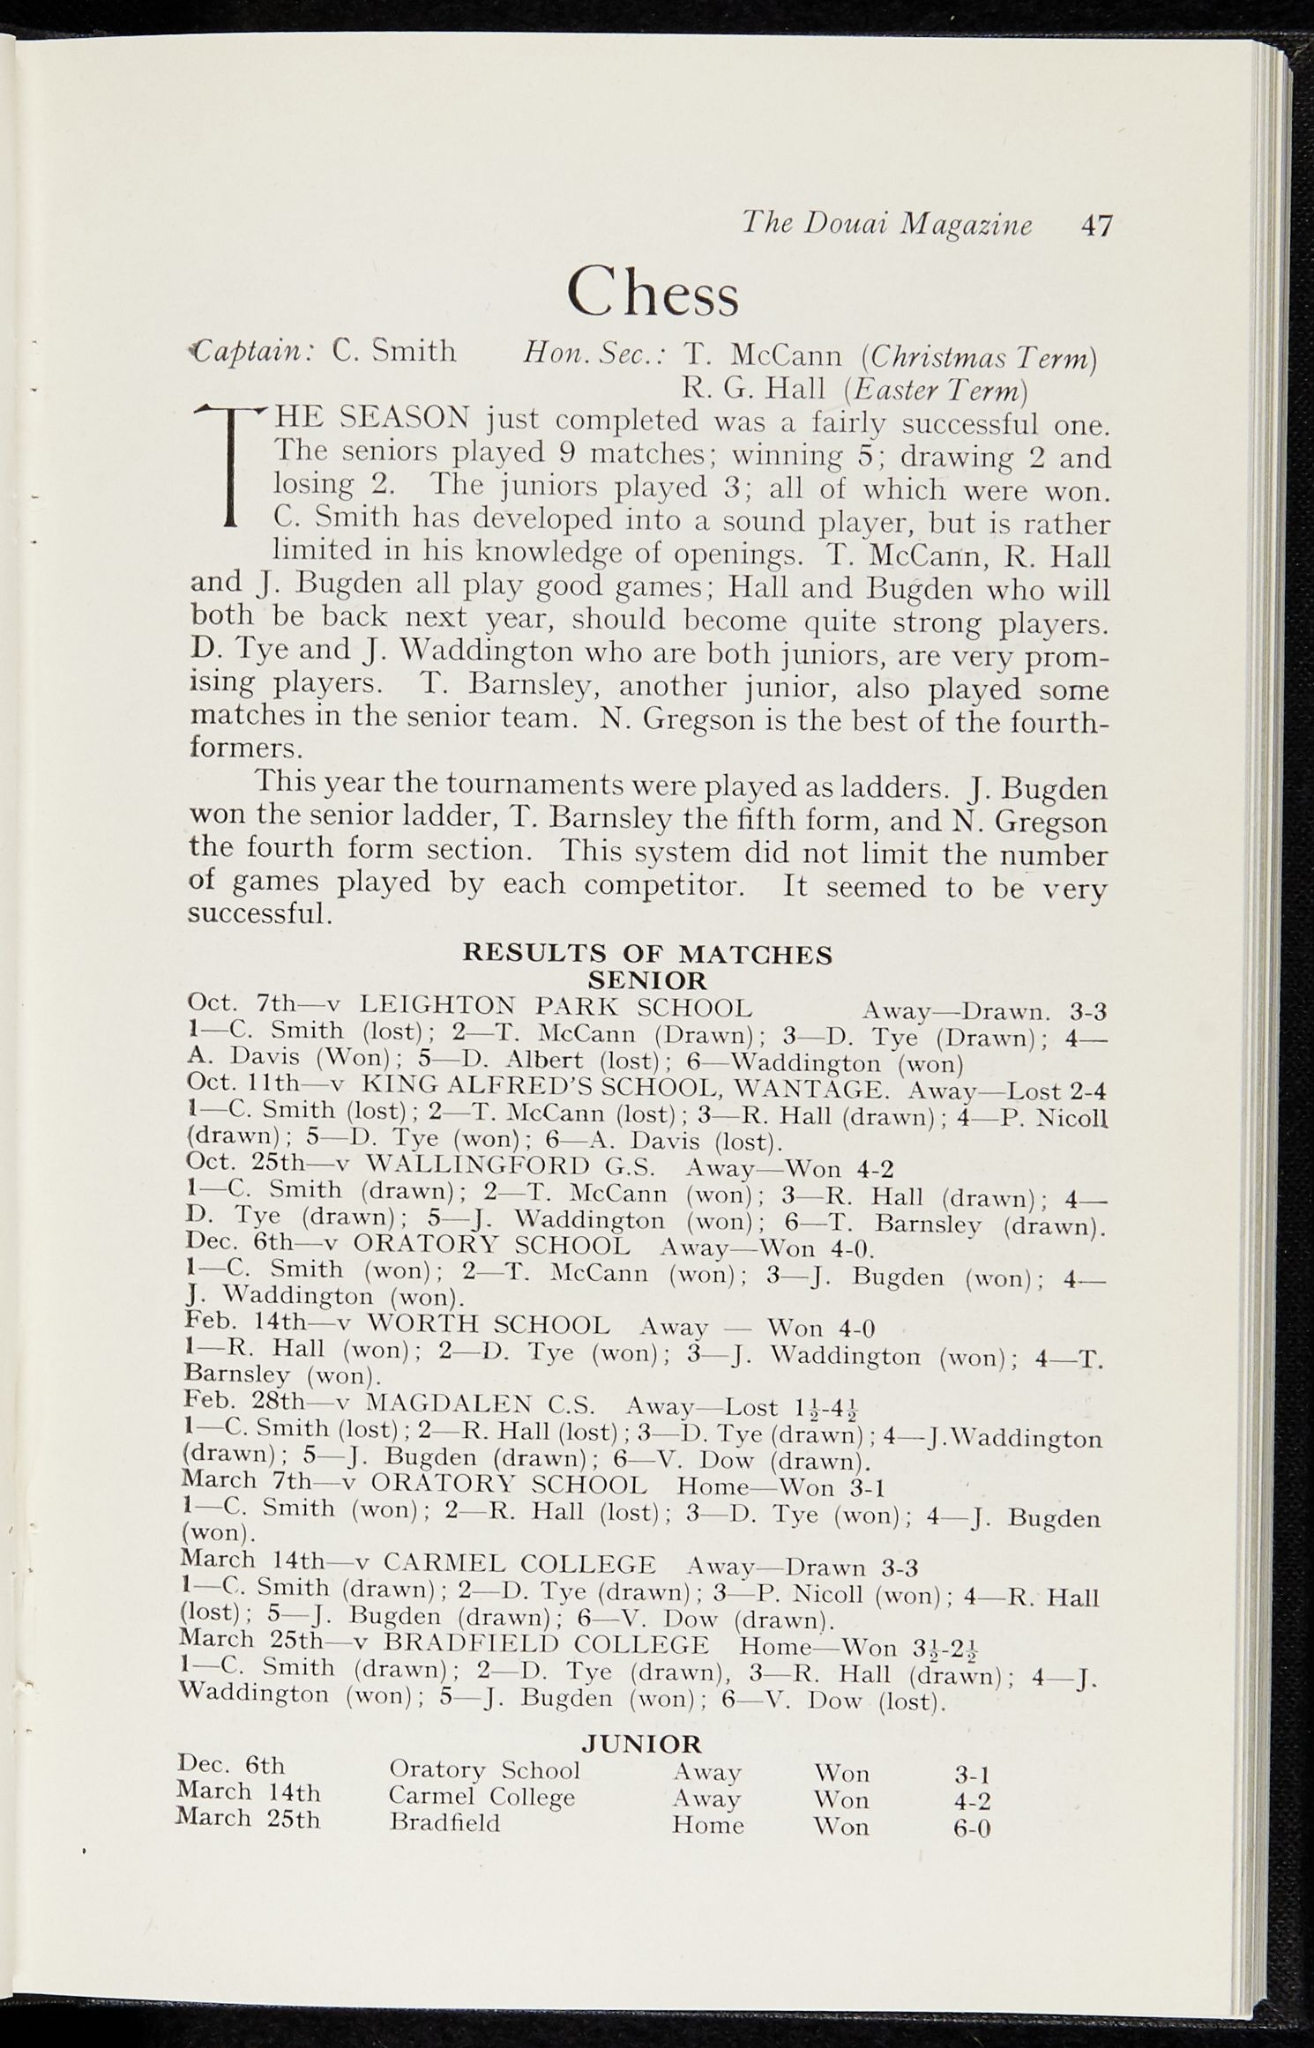 The Douai Magazine 47
Chess
Captain: C. Smith Hon. Sec.: T. McCann (Christmas Term)
R. G. Hall (Easter Term)
THE SEASON just completed was a fairly successful one.
The seniors played 9 matches; winning 5; drawing 2 and
losing 2. The juniors played 3; all of which were won.
C. Smith has developed into a sound player, but is rather
limited in his knowledge of openings. T. McCann, R. Hall
and J. Bugden all play good games; Hall and Bugden who will
both be back next year, should become quite strong players.
D. Tye and J. Waddington who are both juniors, are very prom-
ising players. T. Barnsley, another junior, also played some
matches in the senior team. N. Gregson is the best of the fourth-
formers.
This year the tournaments were played as ladders. J. Bugden
won the senior ladder, T. Barnsley the fifth form, and N. Gregson
the fourth form section. This system did not limit the number
of games played by each competitor. It seemed to be very
successful.
RESULTS OF MATCHES
SENIOR
Oct. 7th—v LEIGHTON PARK SCHOOL Away—Drawn. 3-3
1—C. Smith (lost); 2—T. McCann (Drawn); 3—D. Tye (Drawn); 4—
A. Davis (Won); 5—D. Albert (lost); 6—Waddington (won)
Oct. 11th—v KING ALFRED'S SCHOOL, WANTAGE. Away—Lost 2-4
1—C. Smith (lost); 2—T. McCann (lost); 3—R. Hall (drawn); 4—P. Nicoll
(drawn); 5—D. Tye (won); 6—A. Davis (lost).
Oct. 25th—v WALLINGFORD G.S. Away—Won 4-2
1—C. Smith (drawn); 2—T. McCann (won); 3—R. Hall (drawn); 4—
D. Tye (drawn); 5—J. Waddington (won); 6—T. Barnsley (drawn).
Dec. 6th—v ORATORY SCHOOL Away—Won 4-0.
1—C. Smith (won); 2—T. McCann (won); 3—J. Bugden (won); 4—
J. Waddington (won).
Feb. 14th—v WORTH SCHOOL Away — Won 4-0
1—R. Hall (won); 2—D. Tye (won); 3—J. Waddington (won); 4—T.
Barnsley (won).
Feb. 28th—v MAGDALEN C.S. Away—Lost 1½-4½
1—C. Smith (lost); 2—R. Hall (lost); 3—D. Tye (drawn); 4—J.Waddington
(drawn); 5—J. Bugden (drawn); 6—V. Dow (drawn).
March 7th—v ORATORY SCHOOL Home—Won 3-1
1—C. Smith (won); 2—R. Hall (lost); 3—D. Tye (won); 4—J. Bugden
(won).
March 14th—v CARMEL COLLEGE Away—Drawn 3-3
1—C. Smith (drawn); 2—D. Tye (drawn); 3—P. Nicoll (won); 4—R. Hall
(lost); 5—J. Bugden (drawn); 6—V. Dow (drawn).
March 25th—v BRADFIELD COLLEGE Home—Won 3½-2½
1—C. Smith (drawn); 2—D. Tye (drawn), 3—R. Hall (drawn); 4—J.
Waddington (won); 5—J. Bugden (won); 6—V. Dow (lost).
JUNIOR
Dec. 6th Oratory School Away Won 3-1
March 14th Carmel College Away Won 4-2
March 25th Bradfield Home Won 6-0